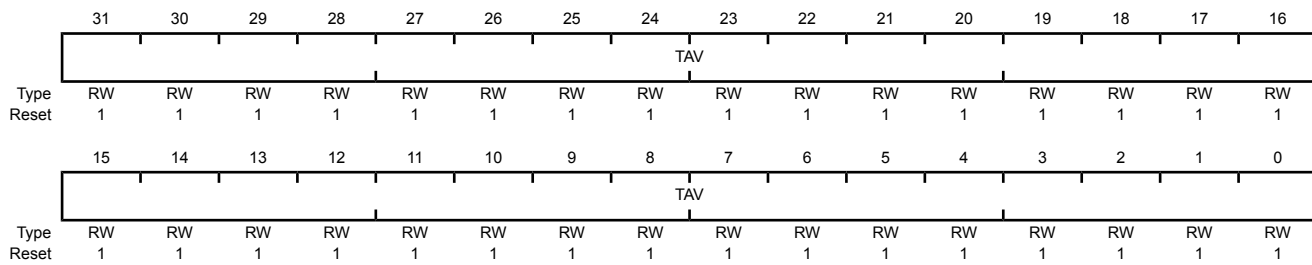 31 30 29 28 27 26 25 24 23 22 21 20 19 18 17 16
TAV
Type RW RW RW RW RW RW RW RW RW RW RW RW RW RW RW RW
Reset 1 1 1 1 1 1 1 1 1 1 1 1 1 1 1 1
15 14 13 12 11 10 9 8 7 6 5 4 3 2 1 0
TAV
Type RW RW RW RW RW RW RW RW RW RW RW RW RW RW RW RW
Reset 1 1 1 1 1 1 1 1 1 1 1 1 1 1 1 1